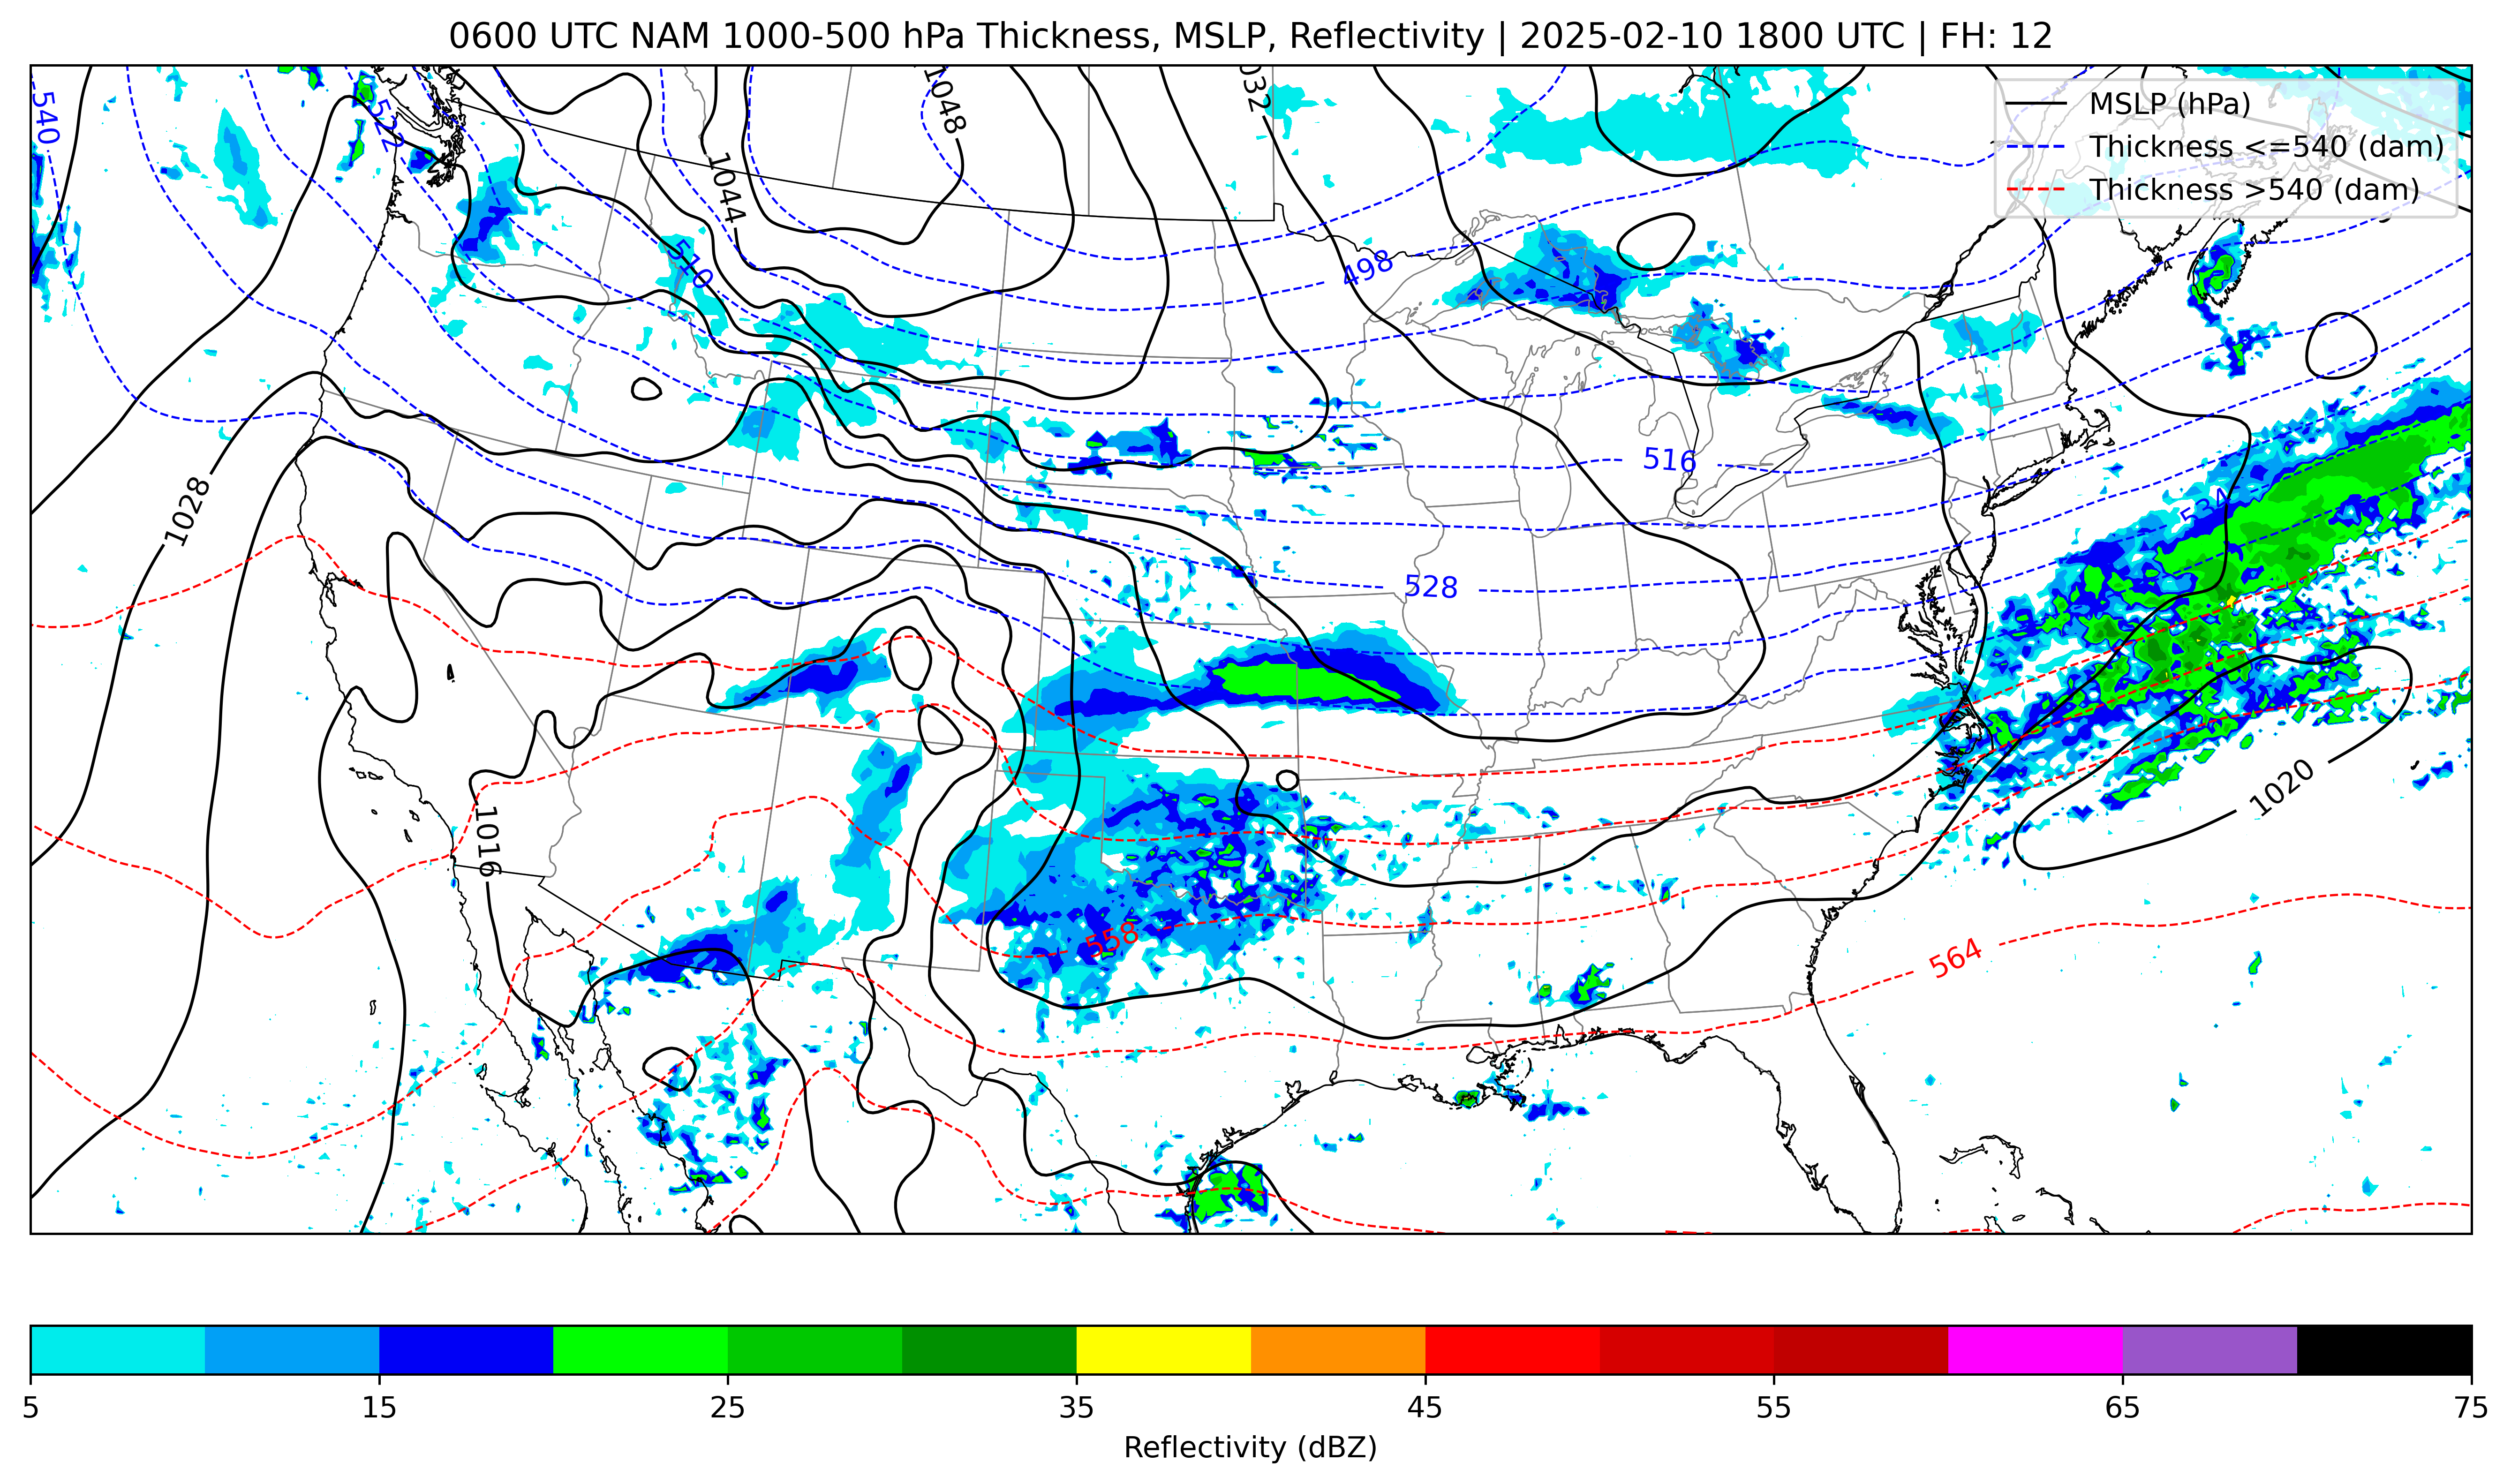 0600 UTC NAM 1000-500 hPa Thickness, MSLP, Reflectivity | 2025-02-10 1800 UTC | FH: 12
MSLP (hPa)
Thickness <=540 (dam)
Thickness >540 (dam)
540
522
1048
1044
510
498
1028
516
534
528
1020
1016
558
564
5 15 25 35 45 55 65 75
Reflectivity (dBZ)